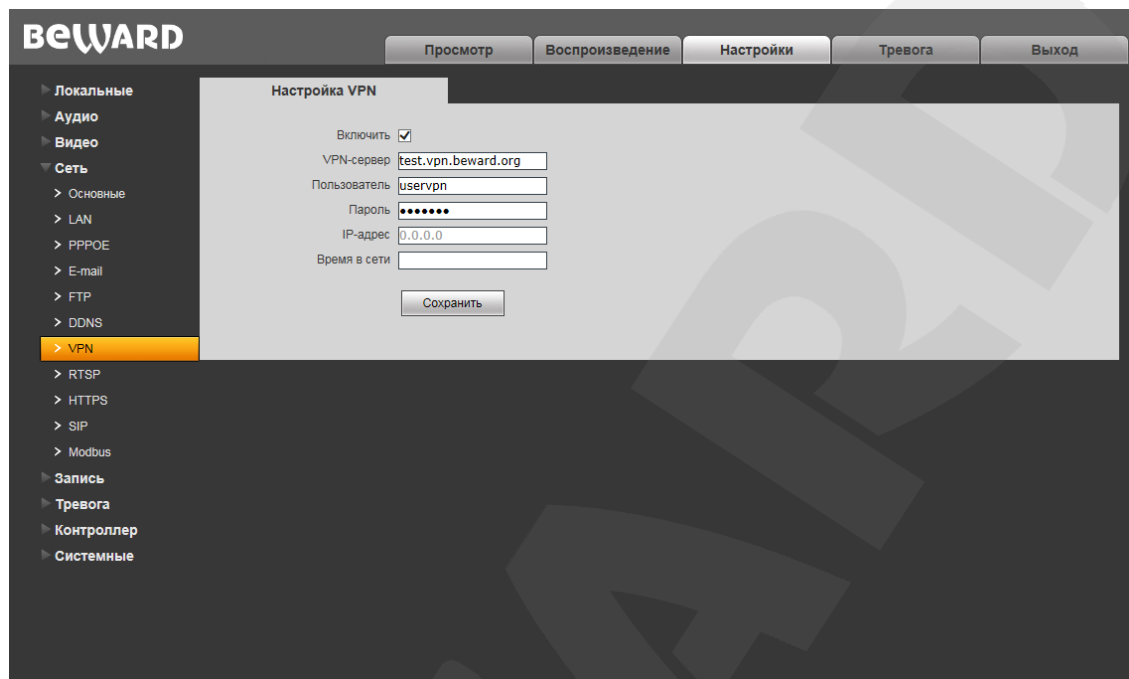 BEWARD
Просмотр
Воспроизведение
Настройки
Тревога
Выход
Локальные
Аудио
Видео
Сеть
Основные
LAN
PPPOE
E-mail
FTP
DDNS
VPN
RTSP
HTTPS
SIP
Modbus
Запись
Тревога
Контроллер
Системные
Настройка VPN
Включить
VPN-сервер test.vpn.beward.org
Пользователь uservpn
Пароль •••••••
IP-адрес 0.0.0.0
Время в сети
Сохранить